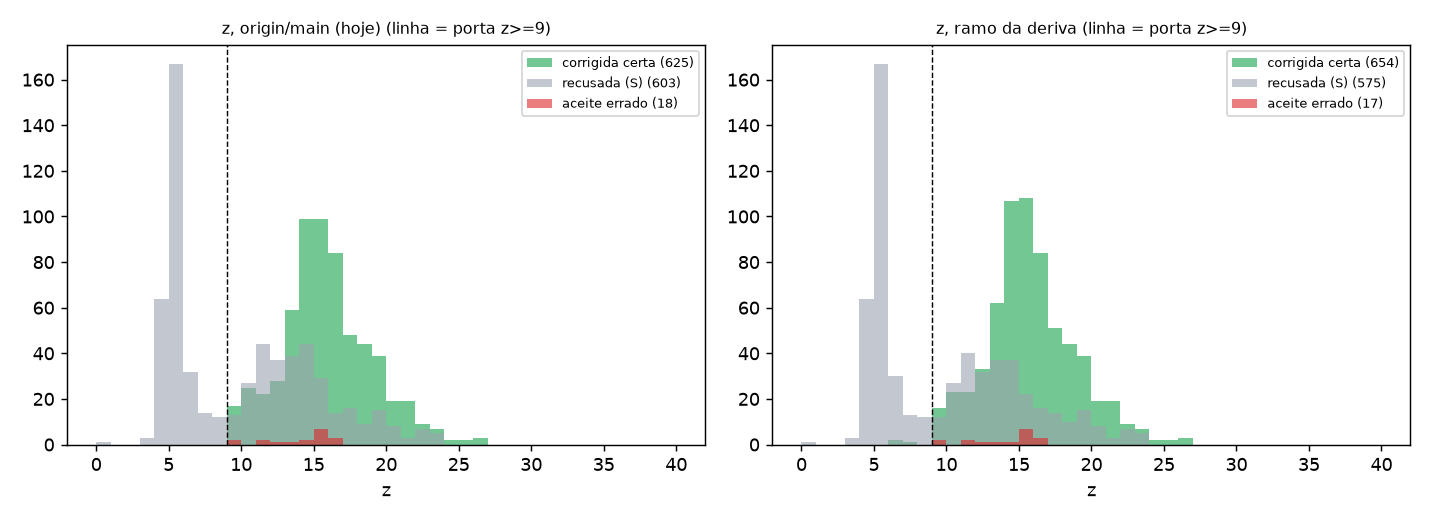 z, origin/main (hoje) (linha = porta z>=9)
corrigida certa (625)
recusada (S) (603)
aceite errado (18)
160
140
120
100
80
60
40
20
0
0 5 10 15 20 25 30 35 40
z
z, ramo da deriva (linha = porta z>=9)
corrigida certa (654)
recusada (S) (575)
aceite errado (17)
160
140
120
100
80
60
40
20
0
0 5 10 15 20 25 30 35 40
z